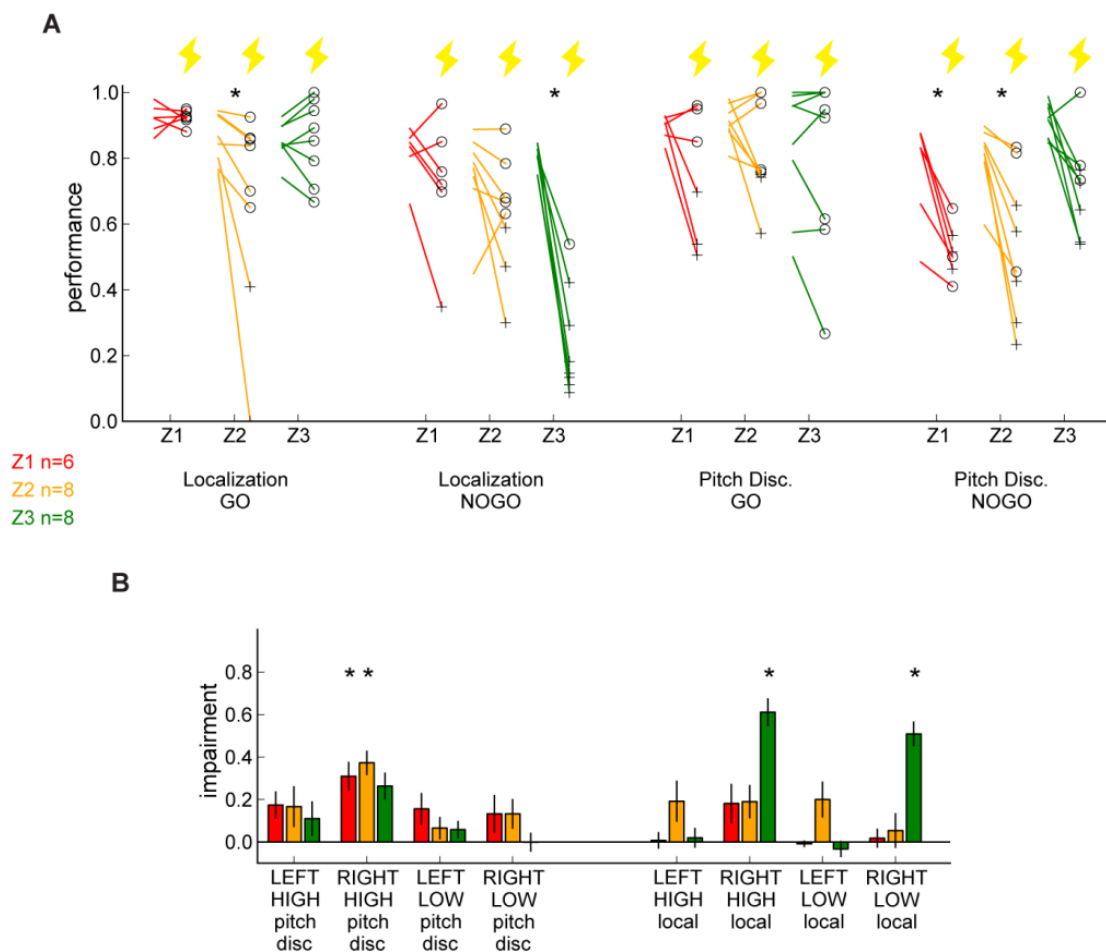 A
* * * *
1.0
0.8
0.6
0.4
0.2
0.0
performance
Z1 Z2 Z3 Z1 Z2 Z3 Z1 Z2 Z3 Z1 Z2 Z3
Z1 n=6
Z2 n=8
Z3 n=8
Localization
GO
Localization
NOGO
Pitch Disc.
GO
Pitch Disc.
NOGO
B
* * * *
0.8
0.6
0.4
0.2
0.0
impairment
LEFT
HIGH
pitch
disc
RIGHT
HIGH
pitch
disc
LEFT
LOW
pitch
disc
RIGHT
LOW
pitch
disc
LEFT
HIGH
local
RIGHT
HIGH
local
LEFT
LOW
local
RIGHT
LOW
local